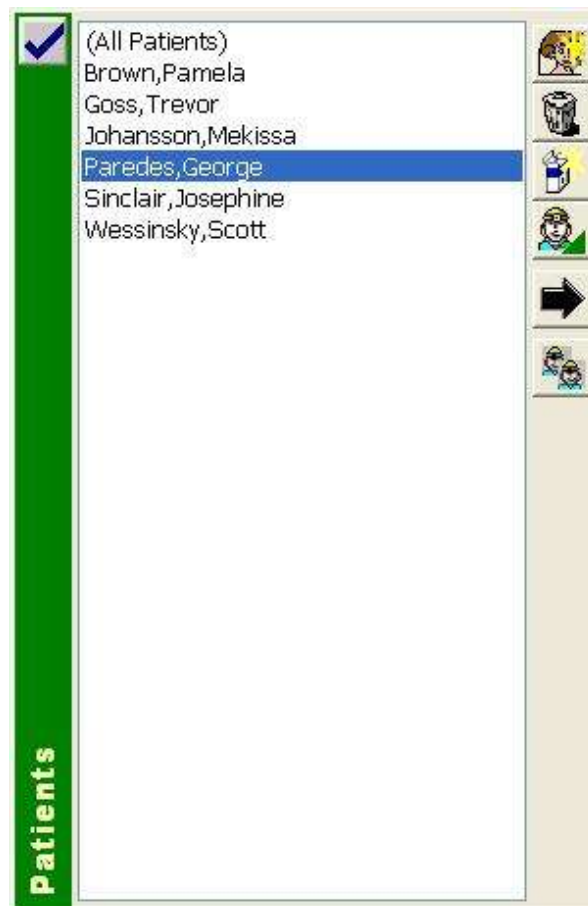 (All Patients)
Brown,Pamela
Goss,Trevor
Johansson,Mekissa
Paredes,George
Sinclair,Josephine
Wessinsky,Scott
Patients